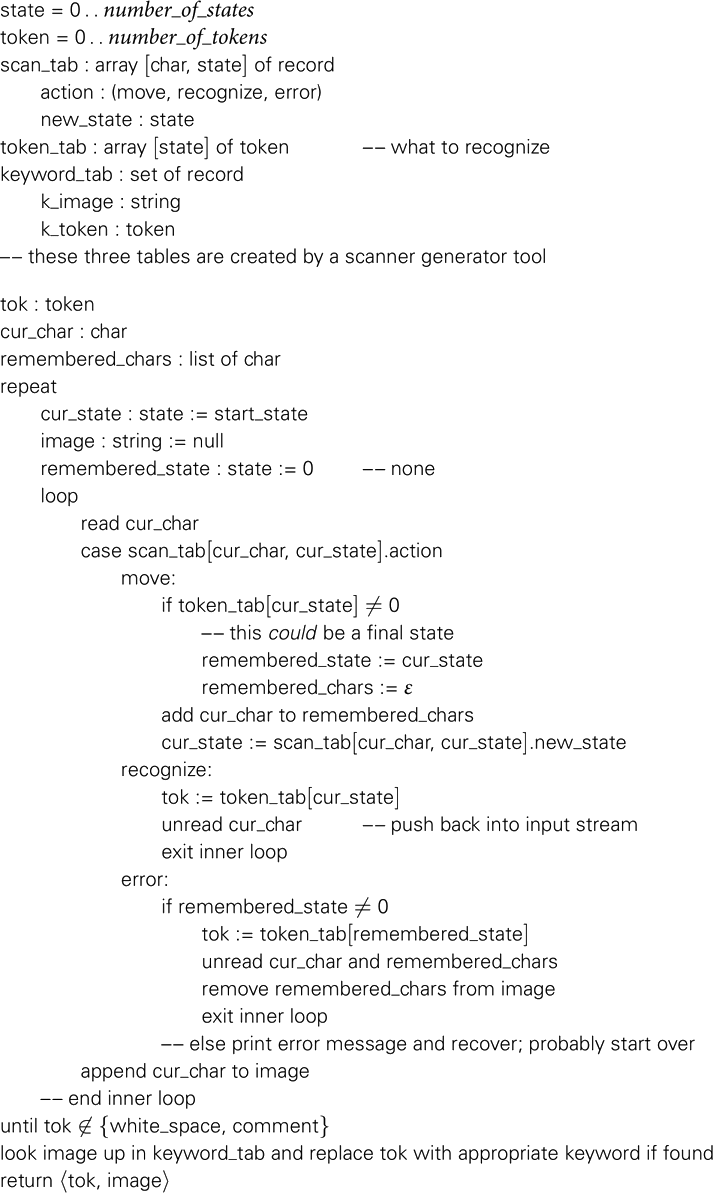 state = 0 . . number_of_states
token = 0 . . number_of_tokens
scan_tab : array [char, state] of record
action : (move, recognize, error)
new_state : state
token_tab : array [state] of token −− what to recognize
keyword_tab : set of record
k_image : string
k_token : token
−− these three tables are created by a scanner generator tool
tok : token
cur_char : char
remembered_chars : list of char
repeat
cur_state : state := start_state
image : string := null
remembered_state : state := 0 −− none
loop
read cur_char
case scan_tab[cur_char, cur_state].action
move:
if token_tab[cur_state] ≠ 0
−− this could be a final state
remembered_state := cur_state
remembered_chars := ε
add cur_char to remembered_chars
cur_state := scan_tab[cur_char, cur_state].new_state
recognize:
tok := token_tab[cur_state]
unread cur_char −− push back into input stream
exit inner loop
error:
if remembered_state ≠ 0
tok := token_tab[remembered_state]
unread cur_char and remembered_chars
remove remembered_chars from image
exit inner loop
−− else print error message and recover; probably start over
append cur_char to image
−− end inner loop
until tok ∉ {white_space, comment}
look image up in keyword_tab and replace tok with appropriate keyword if found
return ⟨tok, image⟩